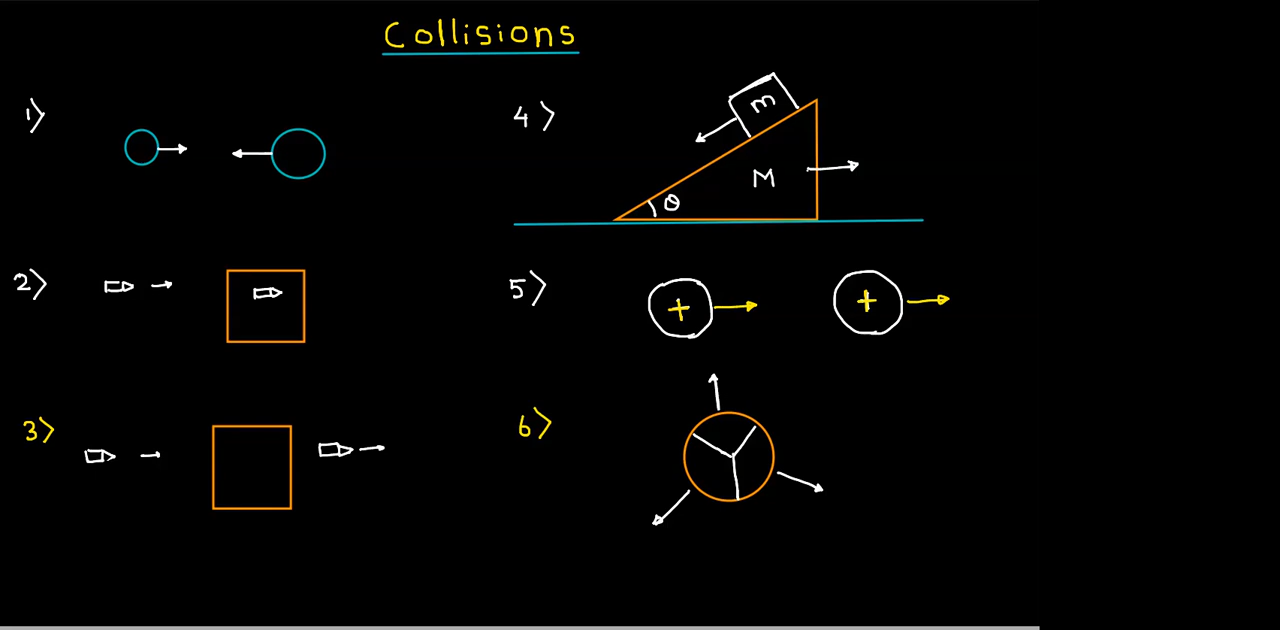 Collisions
1)
2)
3)
4)
m
M
θ
5)
+ +
6)